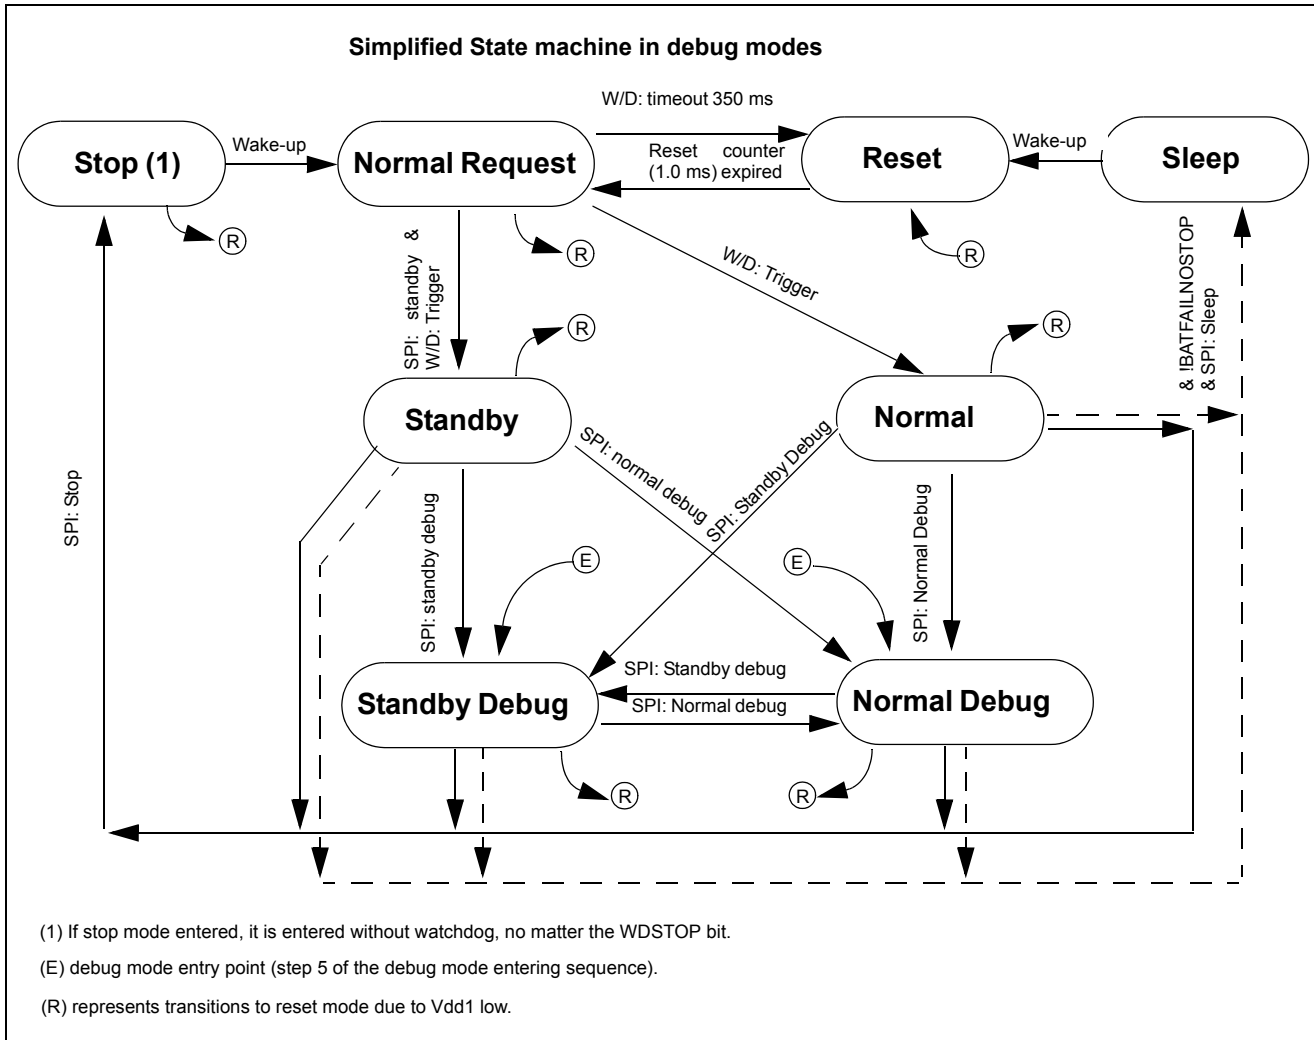 Simplified State machine in debug modes
W/D: timeout 350 ms
Stop (1)
Wake-up
Normal Request
Reset counter
(1.0 ms) expired
Reset
Wake-up
Sleep
R
R
R
SPI: standby &
W/D: Trigger
W/D: Trigger
& !BATFAILNOSTOP
& SPI: Sleep
R
R
Standby
Normal
SPI: Stop
SPI: normal debug
SPI: Standby Debug
SPI: standby debug
SPI: Normal Debug
E
E
SPI: Standby debug
Standby Debug
SPI: Normal debug
Normal Debug
R
R
(1) If stop mode entered, it is entered without watchdog, no matter the WDSTOP bit.
(E) debug mode entry point (step 5 of the debug mode entering sequence).
(R) represents transitions to reset mode due to Vdd1 low.